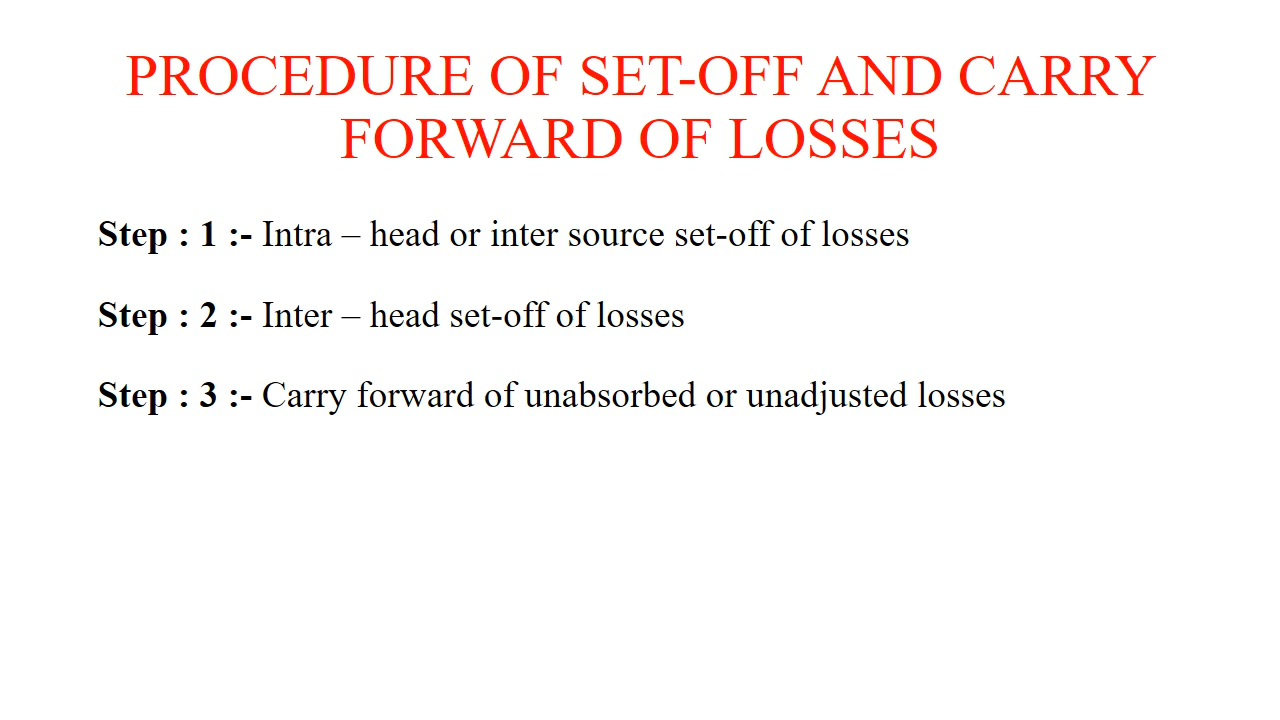 PROCEDURE OF SET-OFF AND CARRY
FORWARD OF LOSSES
Step : 1 :- Intra – head or inter source set-off of losses
Step : 2 :- Inter – head set-off of losses
Step : 3 :- Carry forward of unabsorbed or unadjusted losses